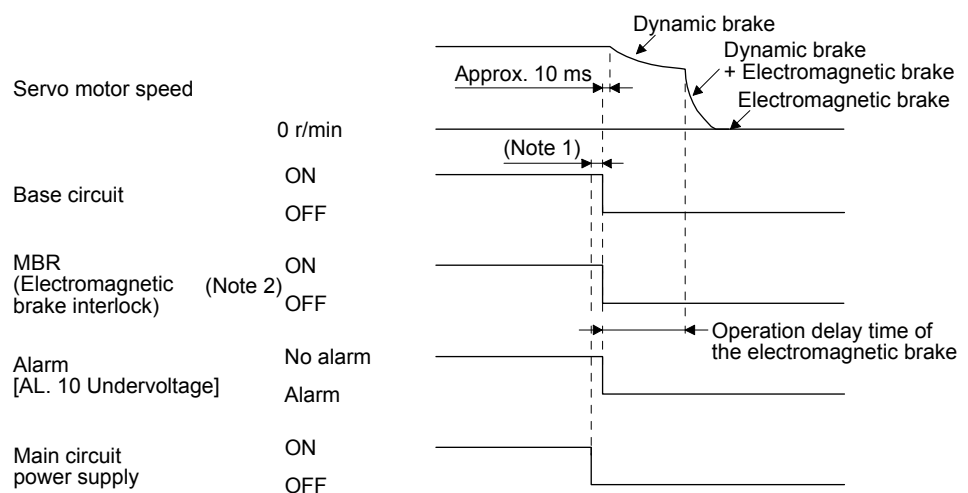 Dynamic brake
Dynamic brake
+ Electromagnetic brake
Approx. 10 ms
Servo motor speed
Electromagnetic brake
0 r/min
(Note 1)
ON
Base circuit
OFF
MBR
(Electromagnetic
brake interlock)
(Note 2)
ON
OFF
Operation delay time of
the electromagnetic brake
No alarm
Alarm
[AL. 10 Undervoltage]
Alarm
ON
Main circuit
power supply
OFF